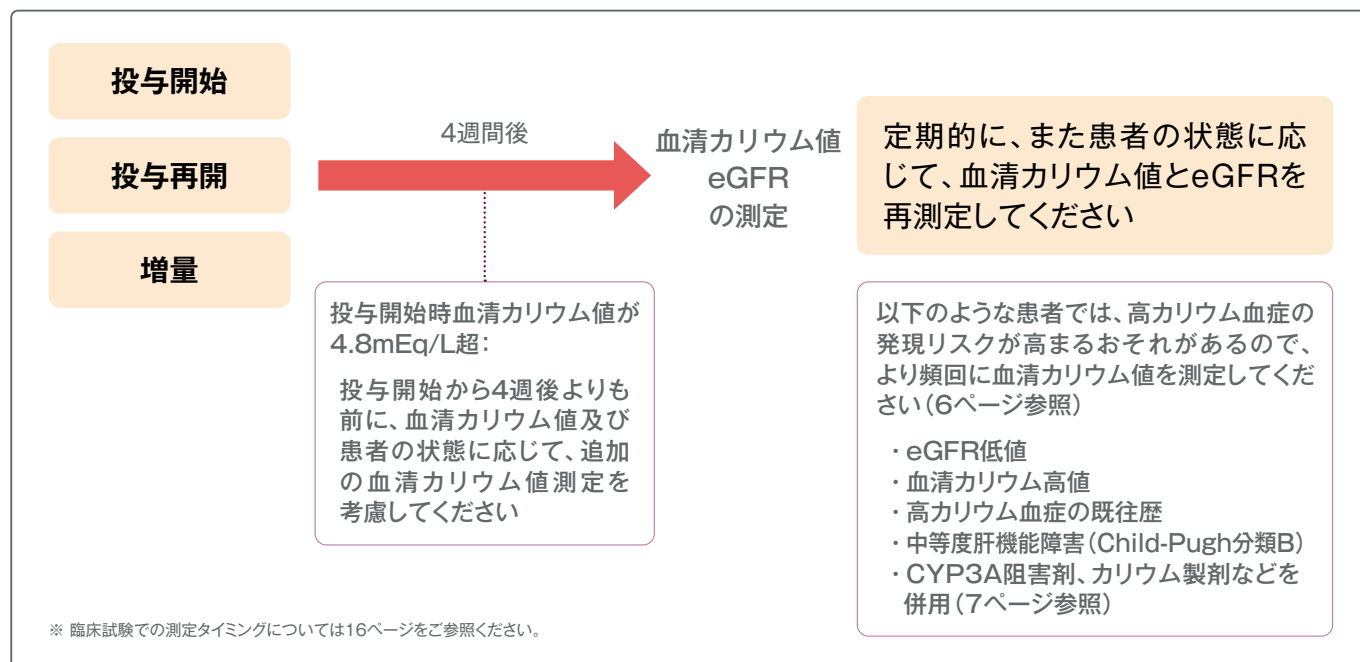 投与開始
投与再開
増量
4週間後
血清カリウム値
eGFR
の測定
定期的に、また患者の状態に応
じて、血清カリウム値とeGFRを
再測定してください
投与開始時血清カリウム値が
4.8mEq/L超：
投与開始から4週後よりも
前に、血清カリウム値及び
患者の状態に応じて、追加
の血清カリウム値測定を
考慮してください
以下のような患者では、高カリウム血症の
発現リスクが高まるおそれがあるので、
より頻回に血清カリウム値を測定してくだ
さい（6ページ参照）
・eGFR低値
・血清カリウム高値
・高カリウム血症の既往歴
・中等度肝機能障害（Child-Pugh分類B）
・CYP3A阻害剤、カリウム製剤などを
併用（7ページ参照）
※ 臨床試験での測定タイミングについては16ページをご参照ください。